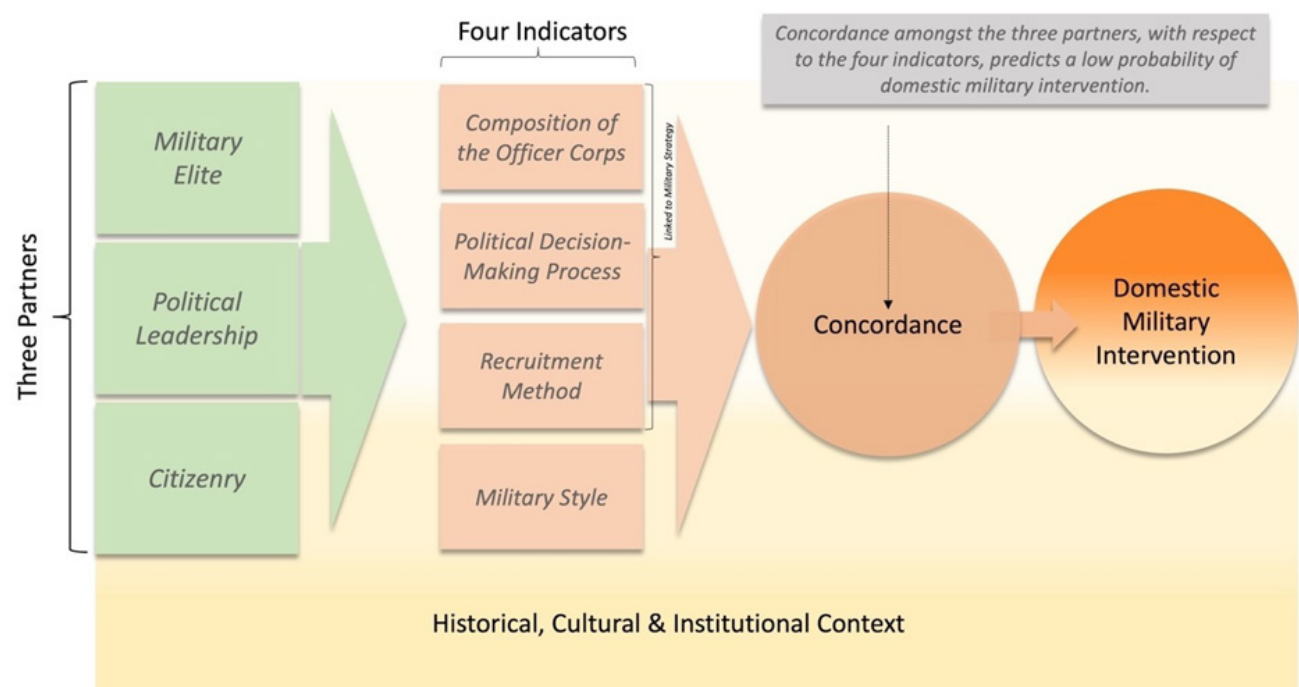 Four Indicators
Concordance amongst the three partners, with respect
to the four indicators, predicts a low probability of
domestic military intervention.
Three Partners
Military
Elite
Political
Leadership
Citizenry
Composition of
the Officer Corps
Political Decision-
Making Process
Recruitment
Method
Military Style
Linked to Military Strategy
Concordance
Domestic
Military
Intervention
Historical, Cultural & Institutional Context